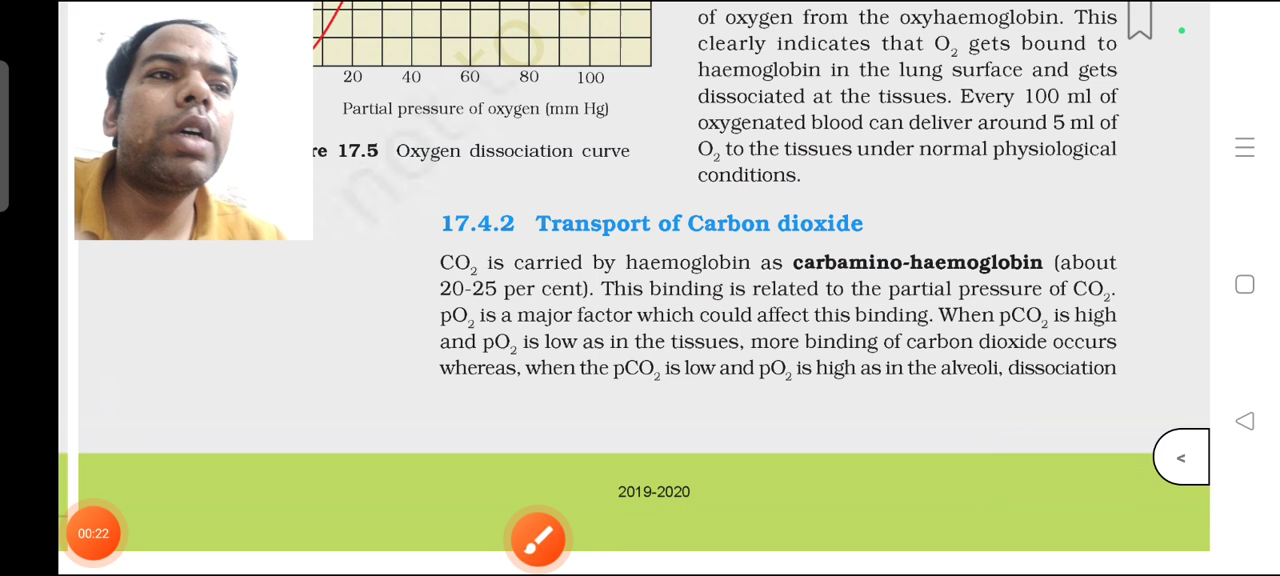 of oxygen from the oxyhaemoglobin. This
clearly indicates that O2 gets bound to
haemoglobin in the lung surface and gets
dissociated at the tissues. Every 100 ml of
oxygenated blood can deliver around 5 ml of
O2 to the tissues under normal physiological
conditions.
20 40 60 80 100
Partial pressure of oxygen (mm Hg)
re 17.5 Oxygen dissociation curve
17.4.2 Transport of Carbon dioxide
CO2 is carried by haemoglobin as carbamino-haemoglobin (about
20-25 per cent). This binding is related to the partial pressure of CO2.
pO2 is a major factor which could affect this binding. When pCO2 is high
and pO2 is low as in the tissues, more binding of carbon dioxide occurs
whereas, when the pCO2 is low and pO2 is high as in the alveoli, dissociation
2019-2020
00:22
<